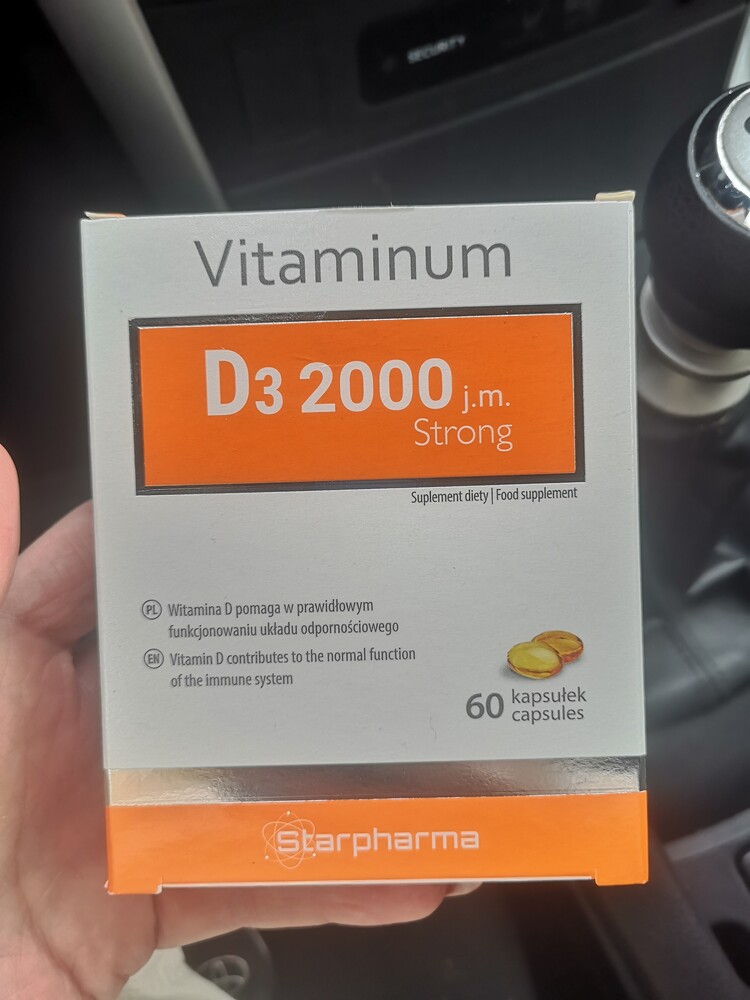 SECURITY
Vitaminum
D3 2000 j.m.
Strong
Suplement diety | Food supplement
PL Witamina D pomaga w prawidłowym
funkcjonowaniu układu odpornościowego
EN Vitamin D contributes to the normal function
of the immune system
60 kapsułek
capsules
Starpharma